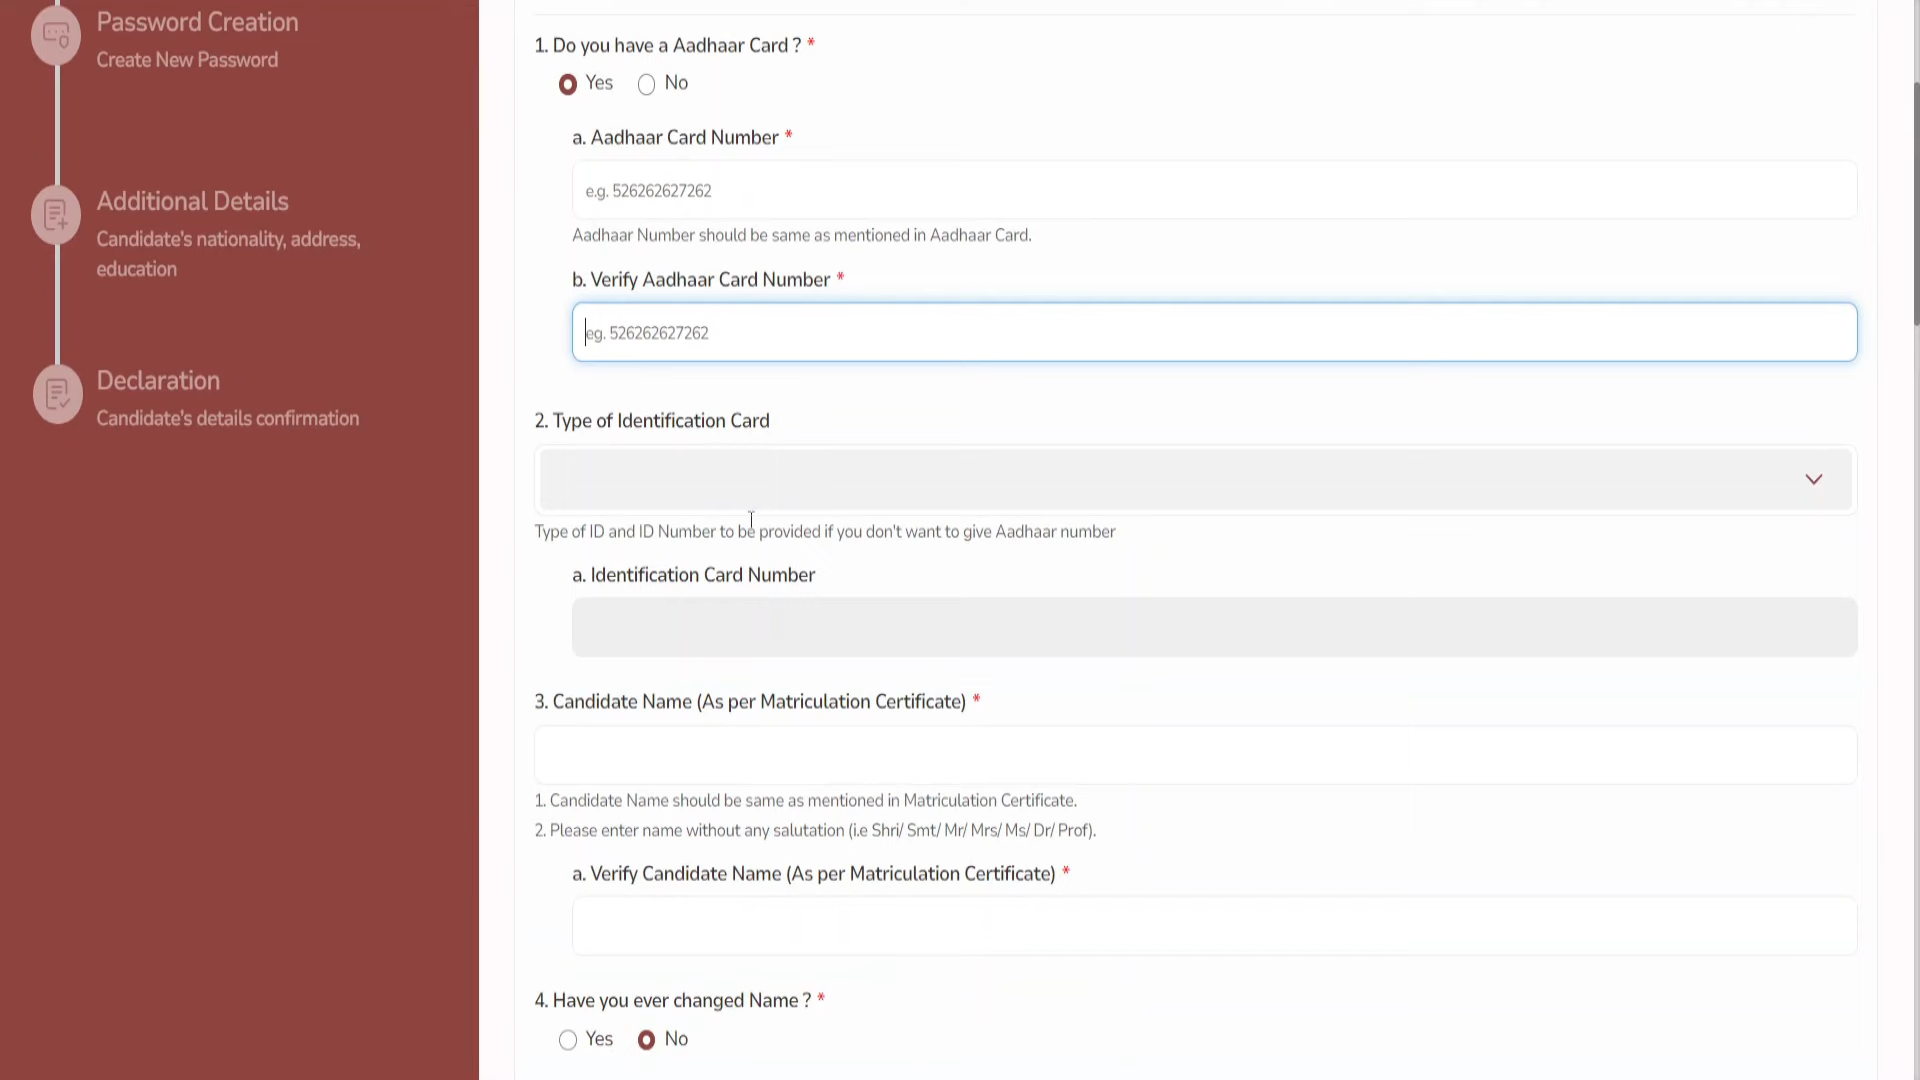 Password Creation
Create New Password
Additional Details
Candidate's nationality, address,
education
Declaration
Candidate's details confirmation
1. Do you have a Aadhaar Card ? *
Yes No
a. Aadhaar Card Number *
e.g. 526262627262
Aadhaar Number should be same as mentioned in Aadhaar Card.
b. Verify Aadhaar Card Number *
eg. 526262627262
2. Type of Identification Card
Type of ID and ID Number to be provided if you don't want to give Aadhaar number
a. Identification Card Number
3. Candidate Name (As per Matriculation Certificate) *
1. Candidate Name should be same as mentioned in Matriculation Certificate.
2. Please enter name without any salutation (i.e Shri/ Smt/ Mr/ Mrs/ Ms/ Dr/ Prof).
a. Verify Candidate Name (As per Matriculation Certificate) *
4. Have you ever changed Name ? *
Yes No